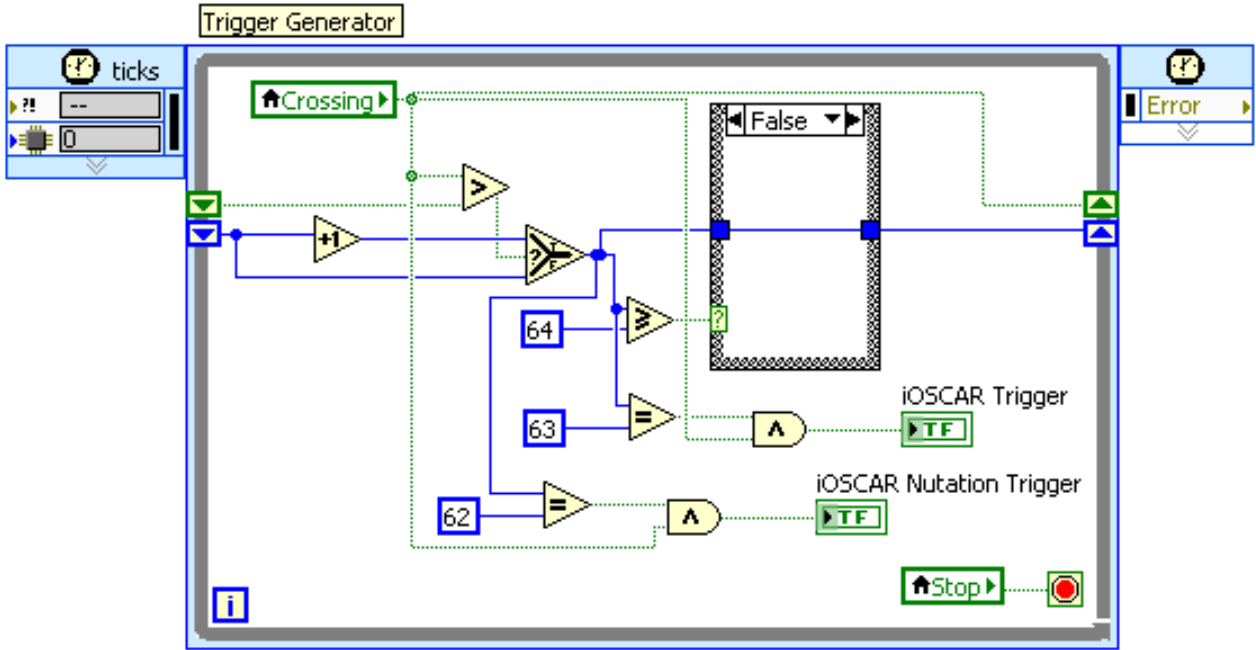 Trigger Generator
ticks
?!
--
0
Error
Crossing
False
>
+1
?
T
F
64
≥
?
63
=
∧
iOSCAR Trigger
TF
iOSCAR Nutation Trigger
62
=
∧
TF
Stop
i